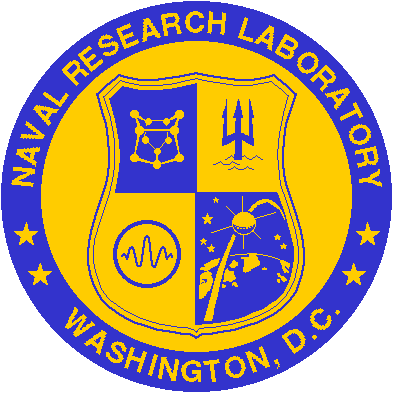 NAVAL RESEARCH LABORATORY
WASHINGTON, D.C.